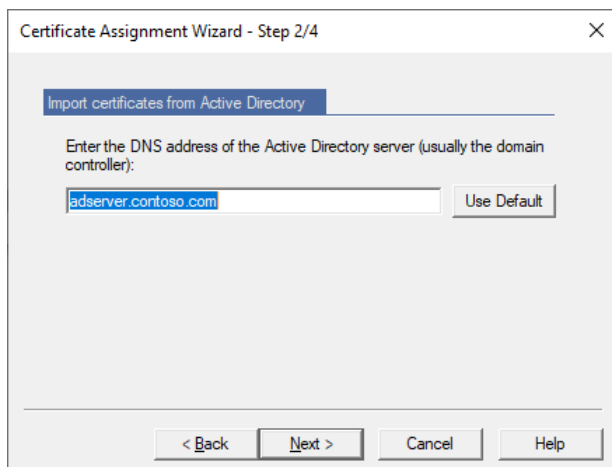 Certificate Assignment Wizard - Step 2/4
Import certificates from Active Directory
Enter the DNS address of the Active Directory server (usually the domain
controller):
adserver.contoso.com
Use Default
< Back
Next >
Cancel
Help